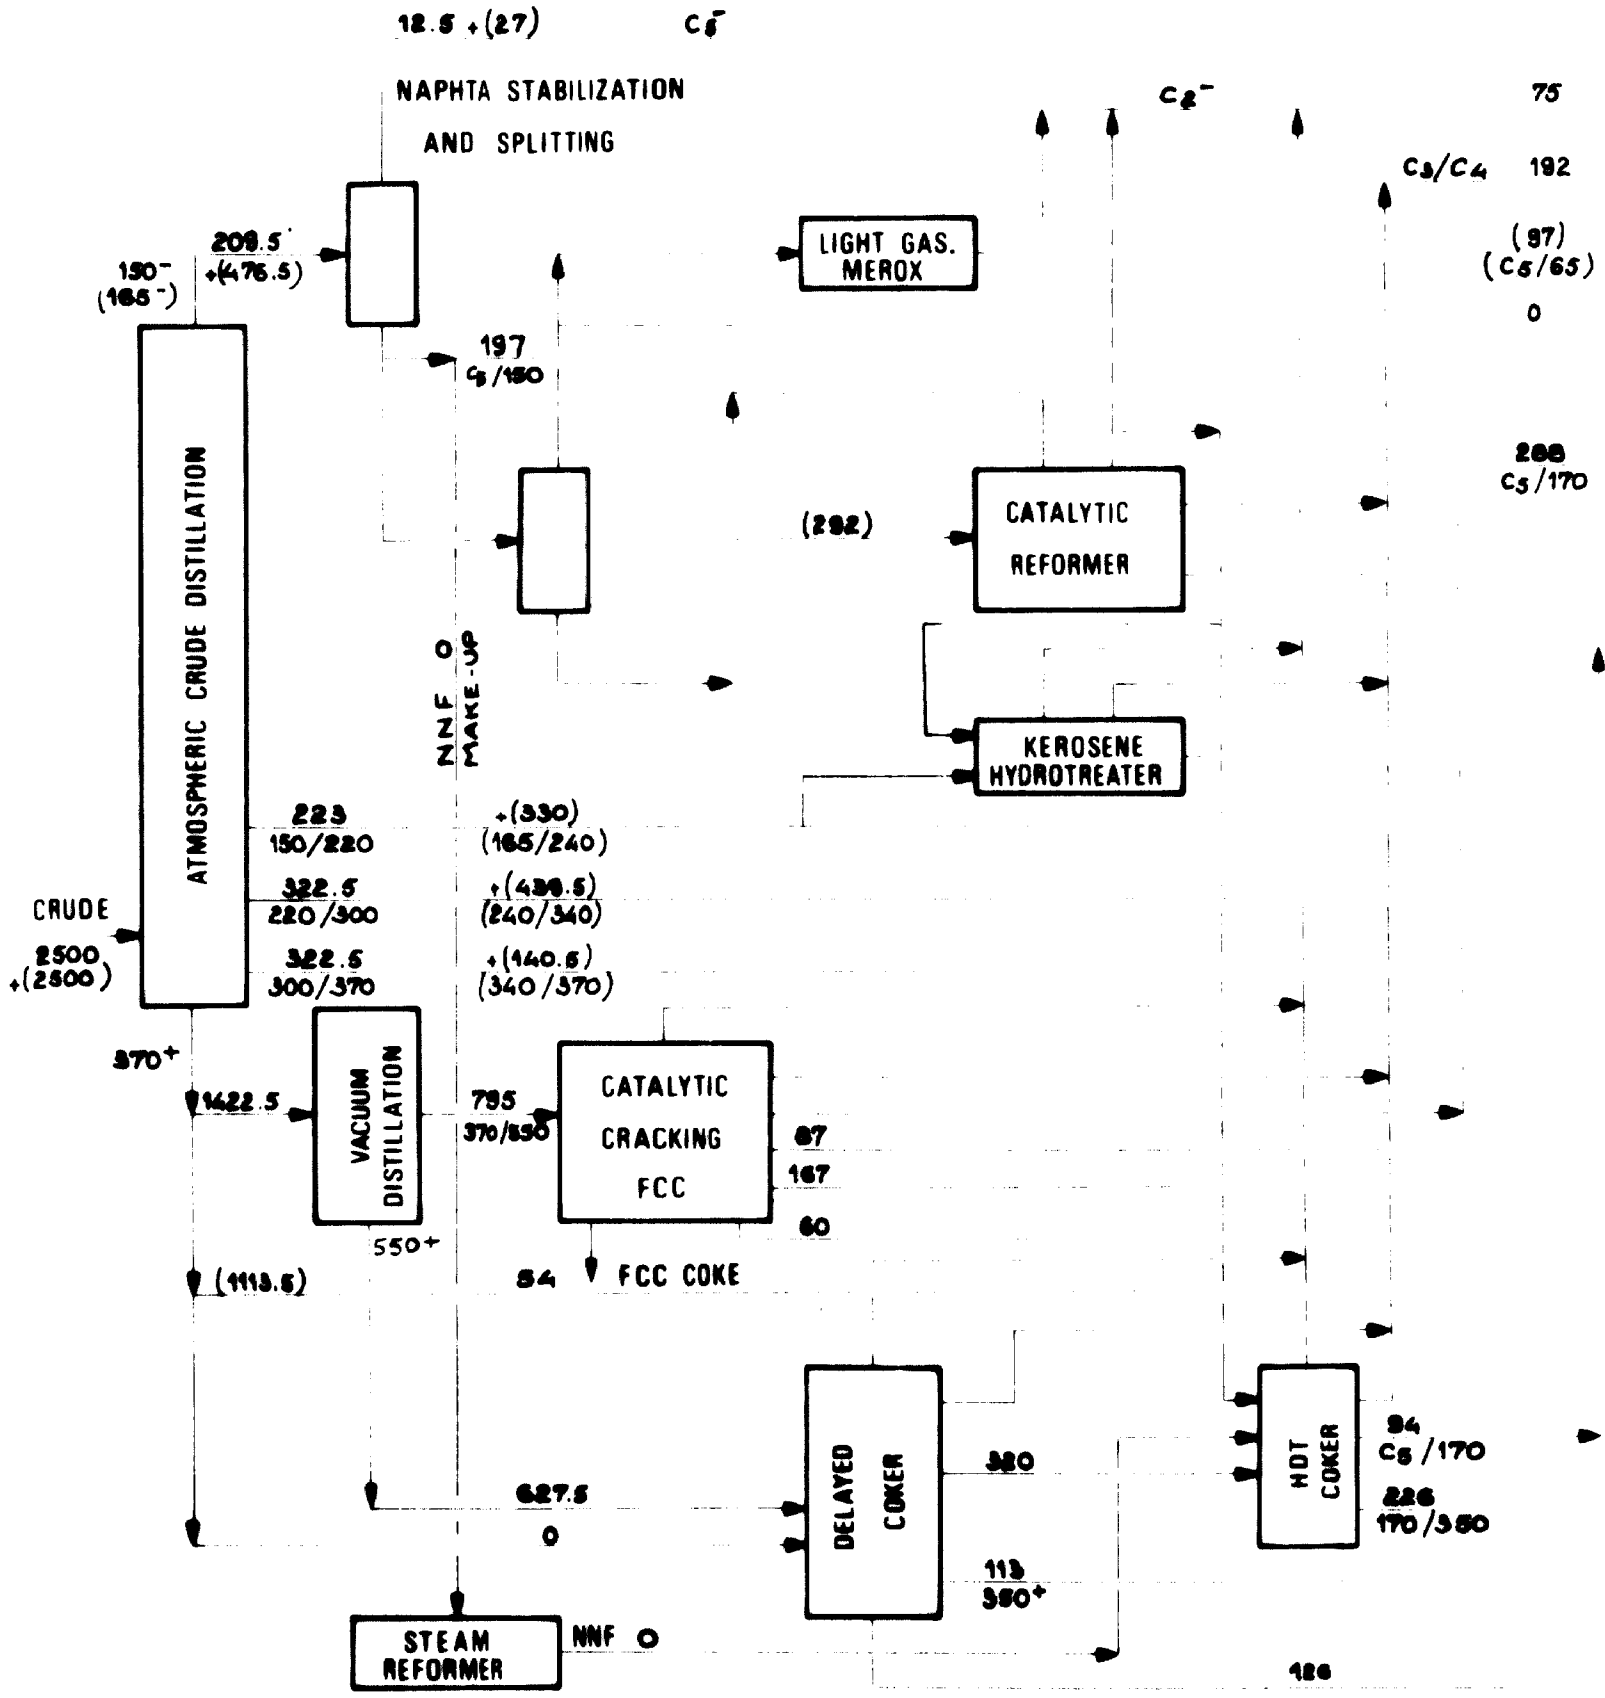 12.5 +(27) C5-
NAPHTA STABILIZATION
AND SPLITTING
C2- 75
C3/C4 192
(97)
(C5/65)
0
209.5
+(476.5)
150-
(165-)
LIGHT GAS.
MEROX
197
C5/150
288
C5/170
ATMOSPHERIC CRUDE DISTILLATION
(292)
CATALYTIC
REFORMER
NNF 0
MAKE-UP
KEROSENE
HYDROTREATER
223
150/220
+(330)
(165/240)
322.5
220/300
+(439.5)
(240/340)
CRUDE
2500
+(2500)
322.5
300/370
+(140.5)
(340/370)
370+
1422.5
VACUUM
DISTILLATION
795
370/550
CATALYTIC
CRACKING
FCC
87
167
60
550+
(1113.5)
54
FCC COKE
DELAYED
COKER
320
HDT
COKER
94
C5/170
226
170/350
627.5
0
113
350+
STEAM
REFORMER
NNF 0
126